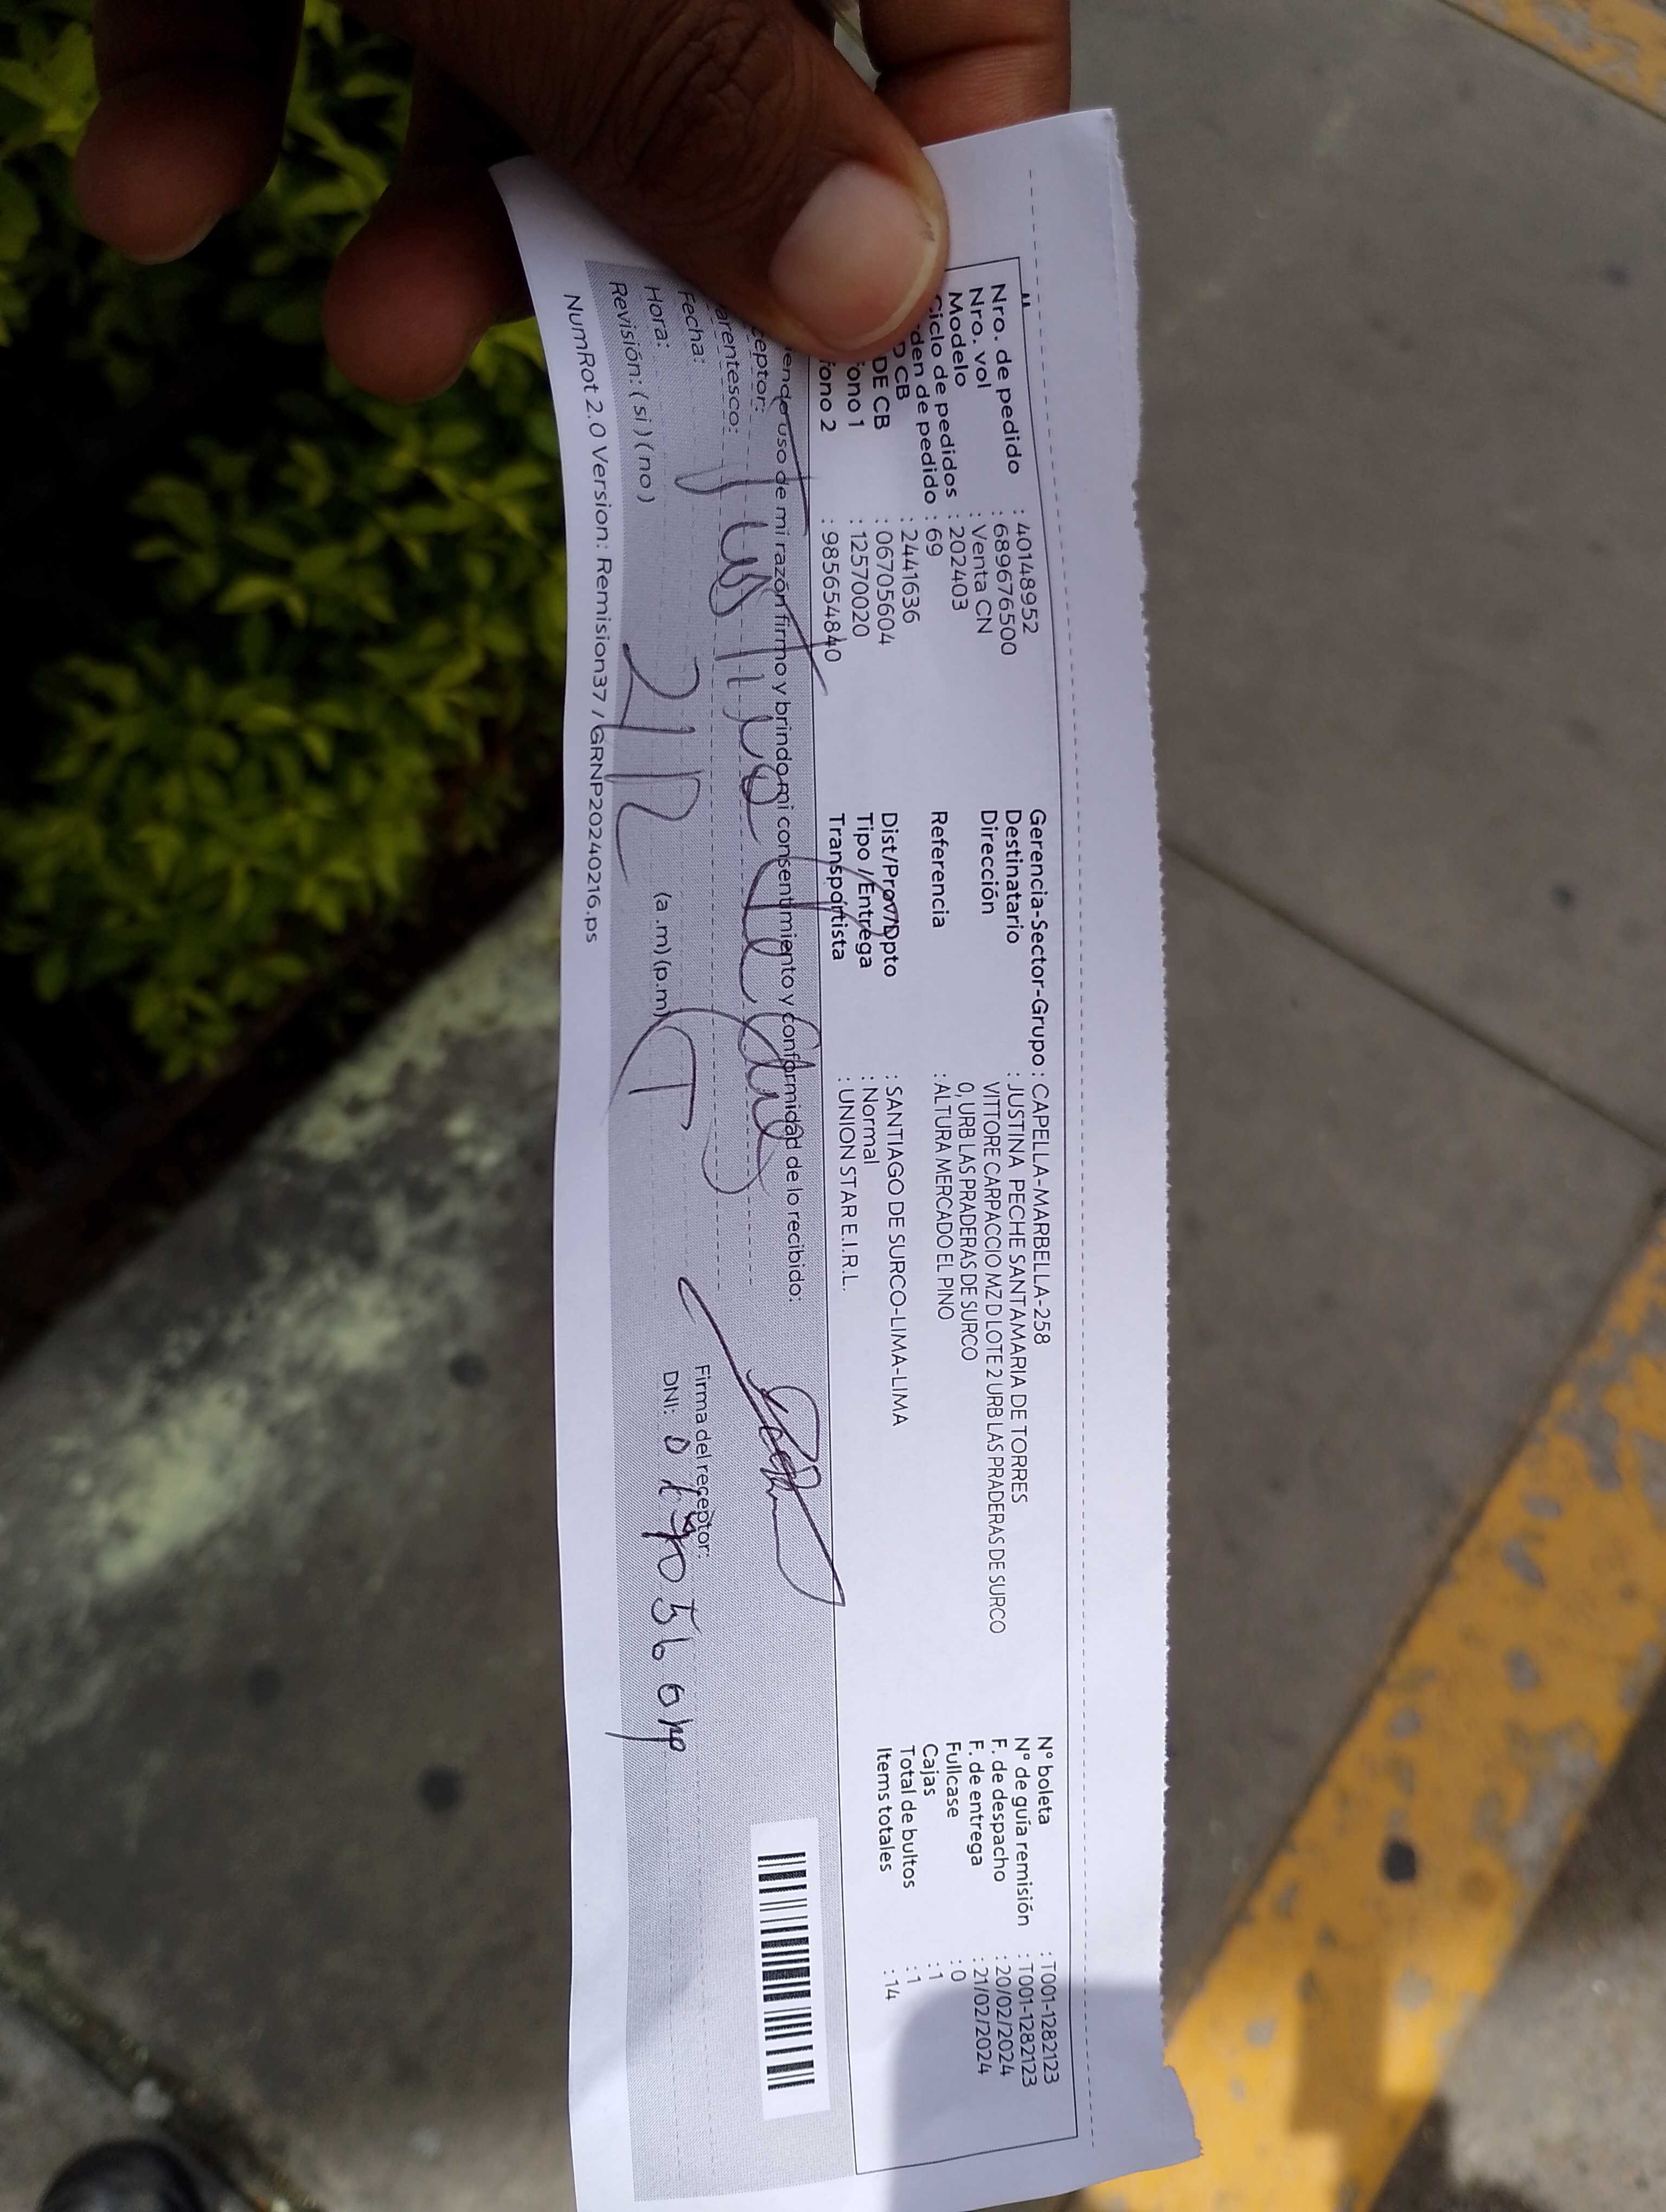 Nro. de pedido : 40148952
Nro. vol : 689676500
Modelo : Venta CN
Ciclo de pedidos : 202403
den de pedido : 69
CB : 2441636
DE CB : 06705604
ono 1 : 12570020
ono 2 : 985654840
Gerencia-Sector-Grupo : CAPELLA-MARBELLA-258
Destinatario : JUSTINA PECHE SANTAMARIA DE TORRES
Dirección VITTORE CARPACCIO MZ D LOTE 2 URB LAS PRADERAS DE SURCO
0, URB LAS PRADERAS DE SURCO
Referencia : ALTURA MERCADO EL PINO
Dist/Prov/Dpto : SANTIAGO DE SURCO-LIMA-LIMA
Tipo /Entrega : Normal
Transportista : UNION STAR E.I.R.L.
N° boleta : T001-1282123
N° de guía remisión : T001-1282123
F. de despacho : 20/02/2024
F. de entrega : 21/02/2024
Fullcase : 0
Cajas : 1
Total de bultos : 1
Items totales : 14
iendo uso de mi razón firmo y brindo mi consentimiento y conformidad de lo recibido:
ceptor:
arentesco:
Fecha: 21/2
Hora: (a .m) (p.m)
Revisión: ( si ) ( no )
Firma del receptor:
DNI:
NumRot 2.0 Version: Remision37 / GRNP20240216.ps